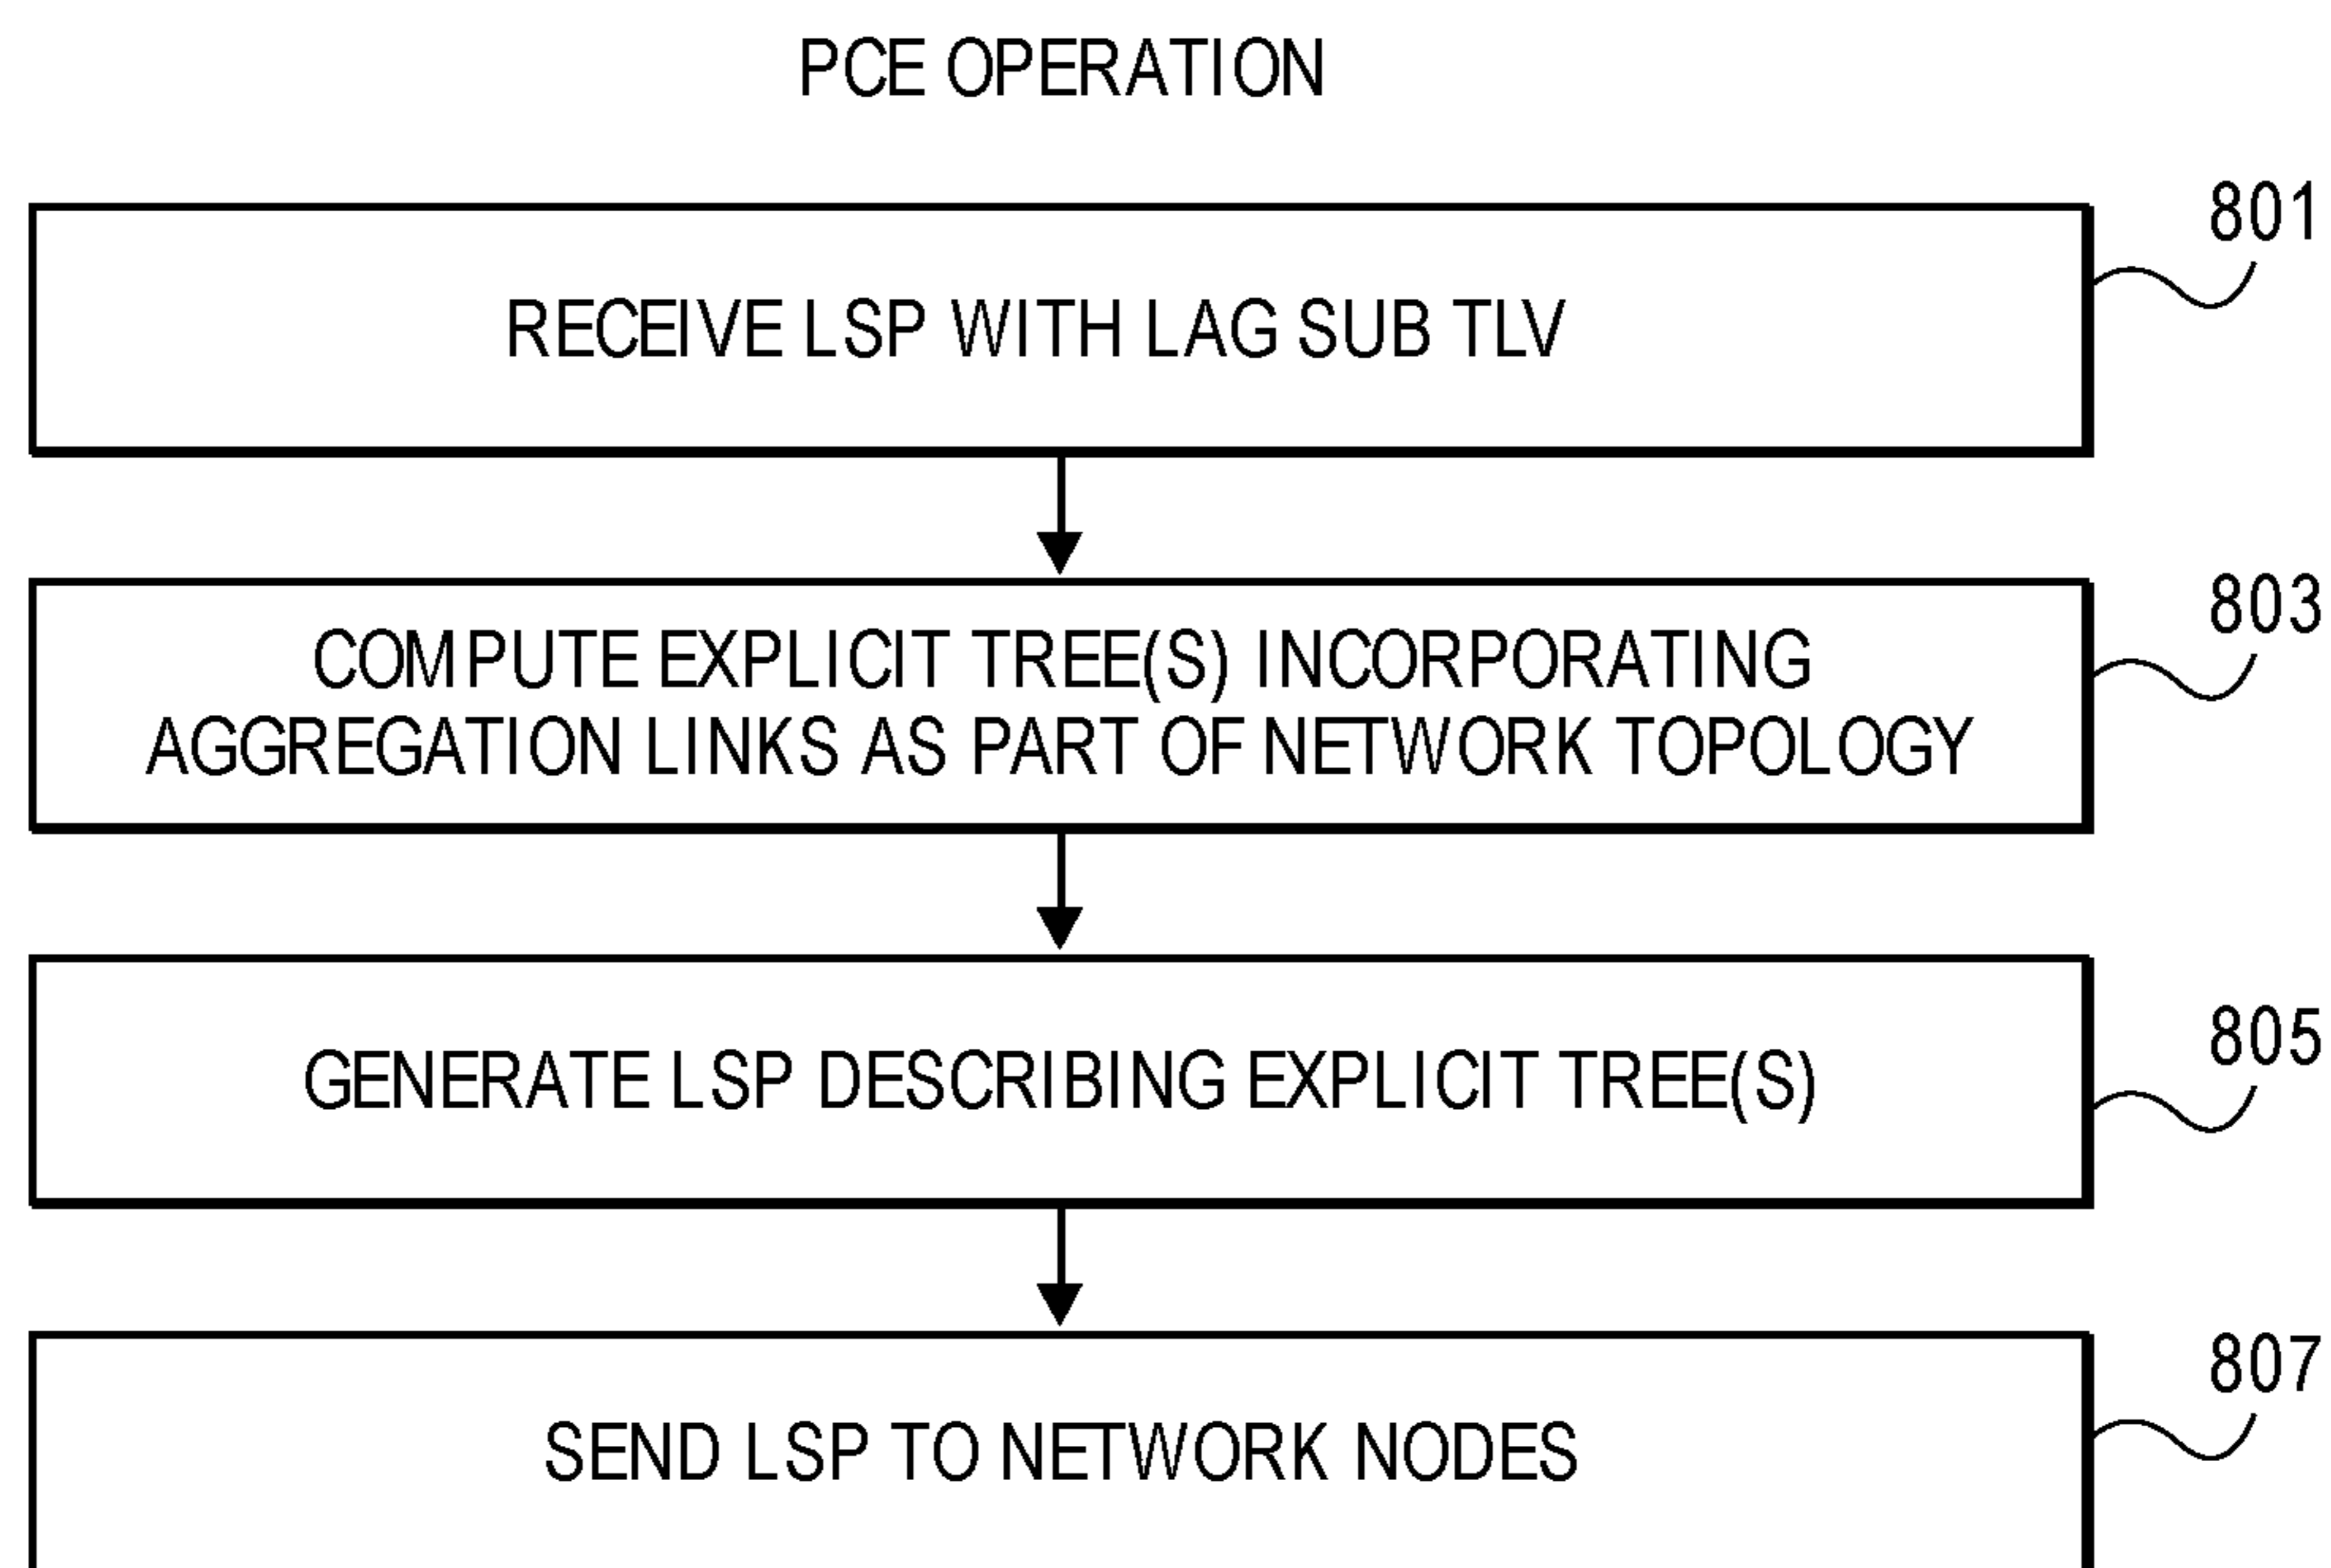 PCE OPERATION
801
RECEIVE LSP WITH LAG SUB TLV
803
COMPUTE EXPLICIT TREE(S) INCORPORATING
AGGREGATION LINKS AS PART OF NETWORK TOPOLOGY
805
GENERATE LSP DESCRIBING EXPLICIT TREE(S)
807
SEND LSP TO NETWORK NODES